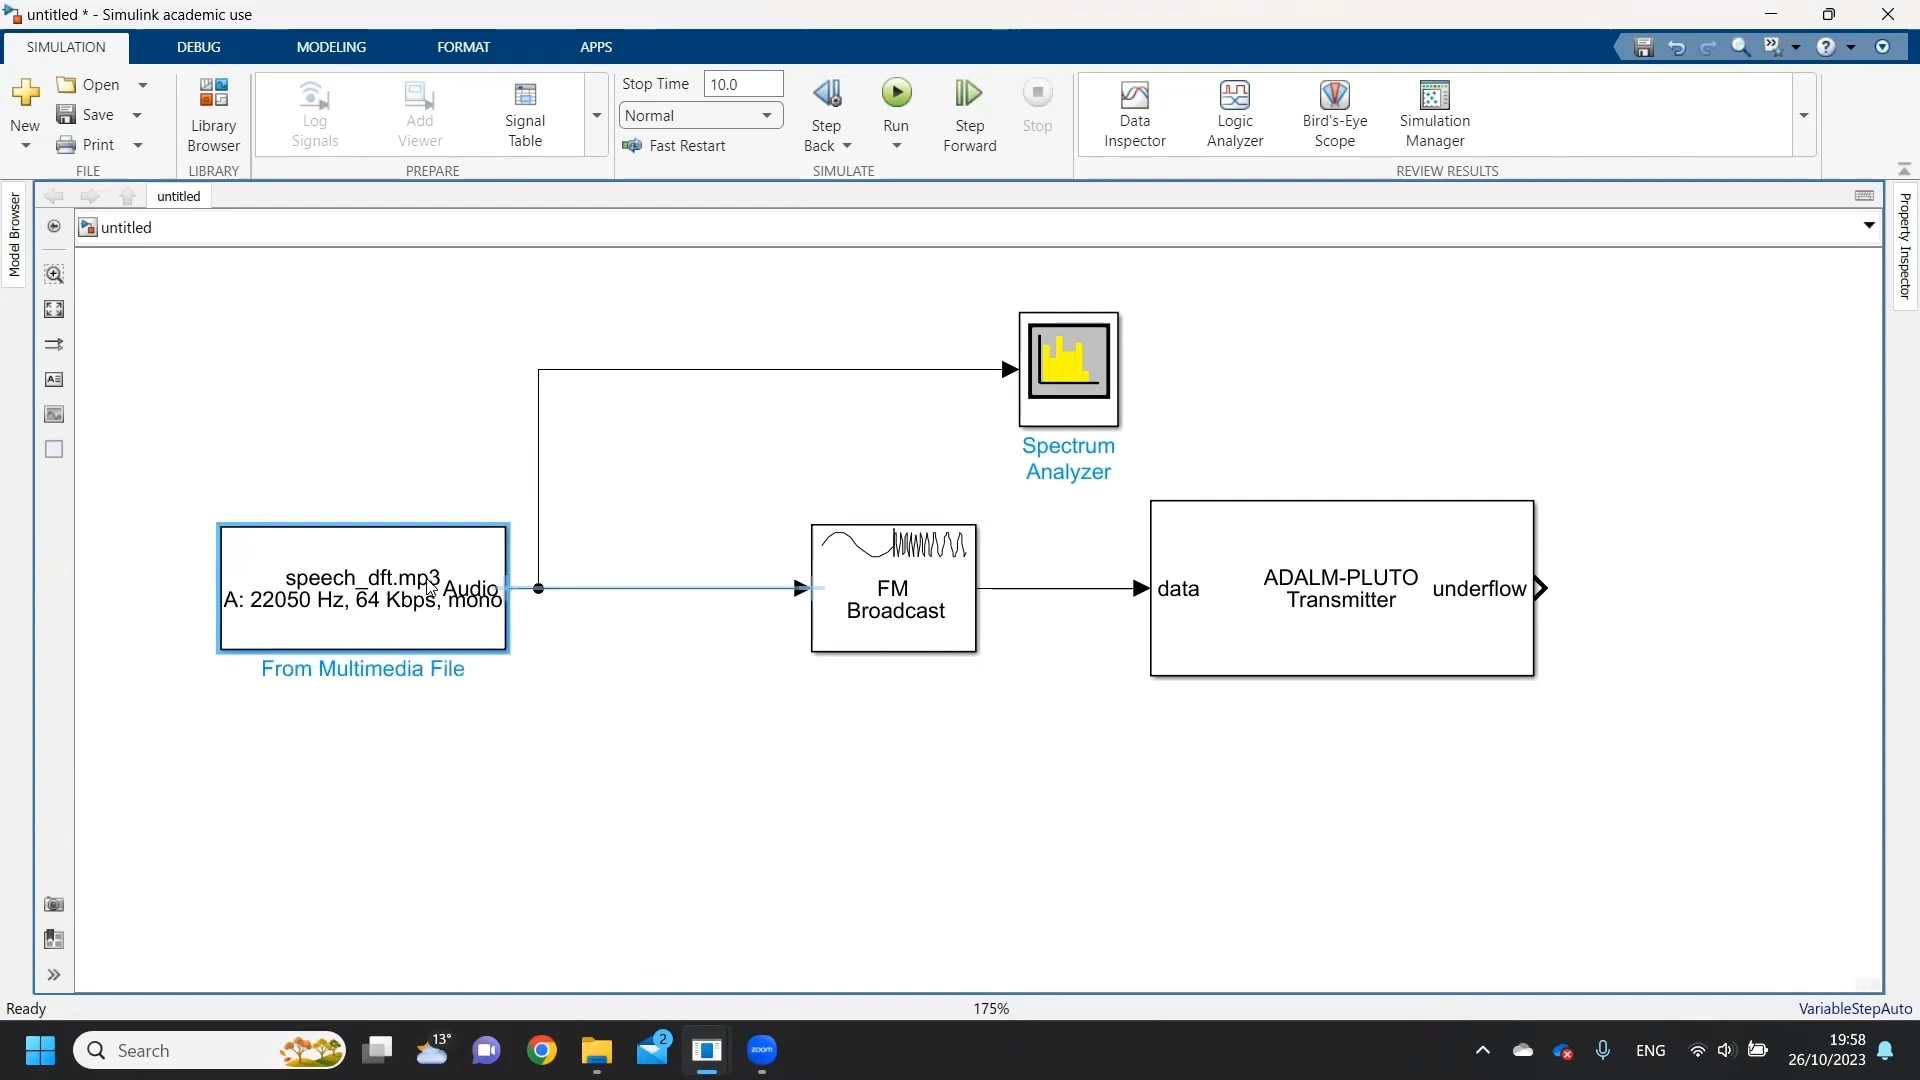 untitled * - Simulink academic use
SIMULATION
DEBUG
MODELING
FORMAT
APPS
New
Open
Save
Print
FILE
Library
Browser
LIBRARY
Log
Signals
Add
Viewer
Signal
Table
PREPARE
Stop Time 10.0
Normal
Fast Restart
Step
Back
Run
Step
Forward
Stop
SIMULATE
Data
Inspector
Logic
Analyzer
Bird's-Eye
Scope
Simulation
Manager
REVIEW RESULTS
Model Browser
untitled
untitled
Property Inspector
Spectrum
Analyzer
speech_dft.mp3
A: 22050 Hz, 64 Kbps, mono
Audio
From Multimedia File
FM
Broadcast
data
ADALM-PLUTO
Transmitter
underflow
Ready
175%
VariableStepAuto
Search
13°
2
zoom
ENG
19:58
26/10/2023